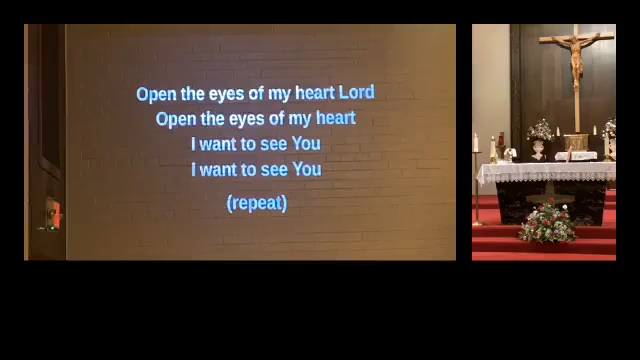 Open the eyes of my heart Lord
Open the eyes of my heart
I want to see You
I want to see You
(repeat)